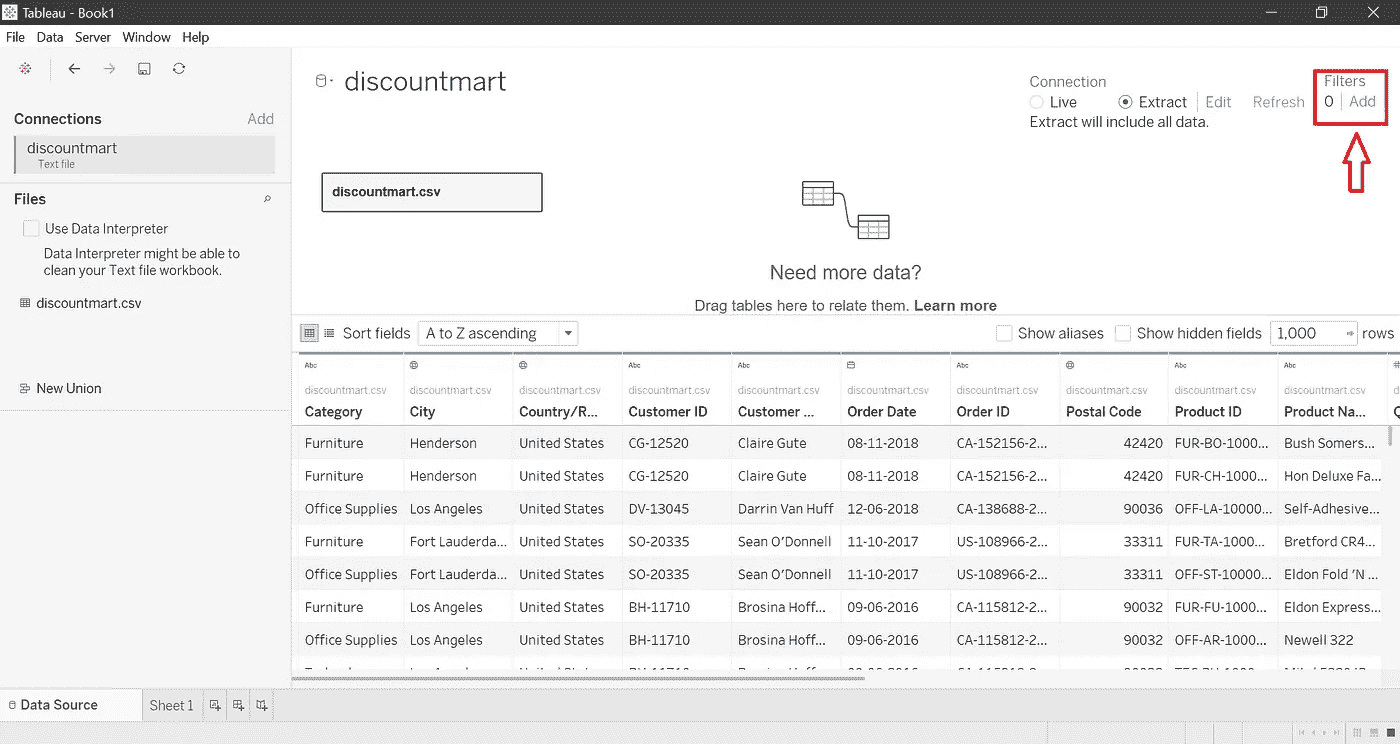 Tableau - Book1
File Data Server Window Help
discountmart
Connection
Filters
Live Extract Edit Refresh 0 Add
Extract will include all data.
Connections Add
discountmart
Text file
Files
Use Data Interpreter
Data Interpreter might be able to
clean your Text file workbook.
discountmart.csv
New Union
discountmart.csv
Need more data?
Drag tables here to relate them. Learn more
Sort fields A to Z ascending Show aliases Show hidden fields 1,000 rows
Abc Abc Abc Abc Abc Abc
discountmart.csv discountmart.csv discountmart.csv discountmart.csv discountmart.csv discountmart.csv discountmart.csv discountmart.csv discountmart.csv discountmart.csv
Category City Country/R... Customer ID Customer ... Order Date Order ID Postal Code Product ID Product Na...
Furniture Henderson United States CG-12520 Claire Gute 08-11-2018 CA-152156-2... 42420 FUR-BO-1000... Bush Somers...
Furniture Henderson United States CG-12520 Claire Gute 08-11-2018 CA-152156-2... 42420 FUR-CH-1000... Hon Deluxe Fa...
Office Supplies Los Angeles United States DV-13045 Darrin Van Huff 12-06-2018 CA-138688-2... 90036 OFF-LA-10000... Self-Adhesive...
Furniture Fort Lauderda... United States SO-20335 Sean O'Donnell 11-10-2017 US-108966-2... 33311 FUR-TA-1000... Bretford CR4...
Office Supplies Fort Lauderda... United States SO-20335 Sean O'Donnell 11-10-2017 US-108966-2... 33311 OFF-ST-10000... Eldon Fold 'N ...
Furniture Los Angeles United States BH-11710 Brosina Hoff... 09-06-2016 CA-115812-2... 90032 FUR-FU-1000... Eldon Express...
Office Supplies Los Angeles United States BH-11710 Brosina Hoff... 09-06-2016 CA-115812-2... 90032 OFF-AR-1000... Newell 322
Data Source Sheet 1